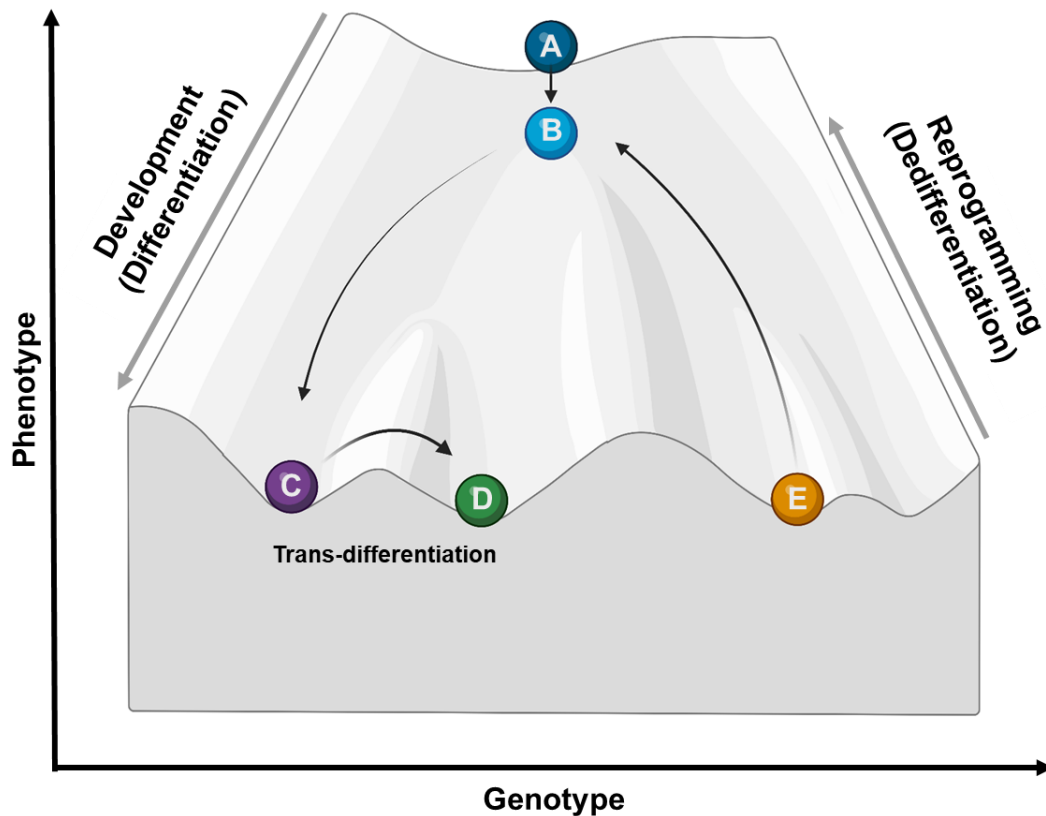 A
B
Development
(Differentiation)
Reprogramming
(Dedifferentiation)
Phenotype
C
D
E
Trans-differentiation
Genotype